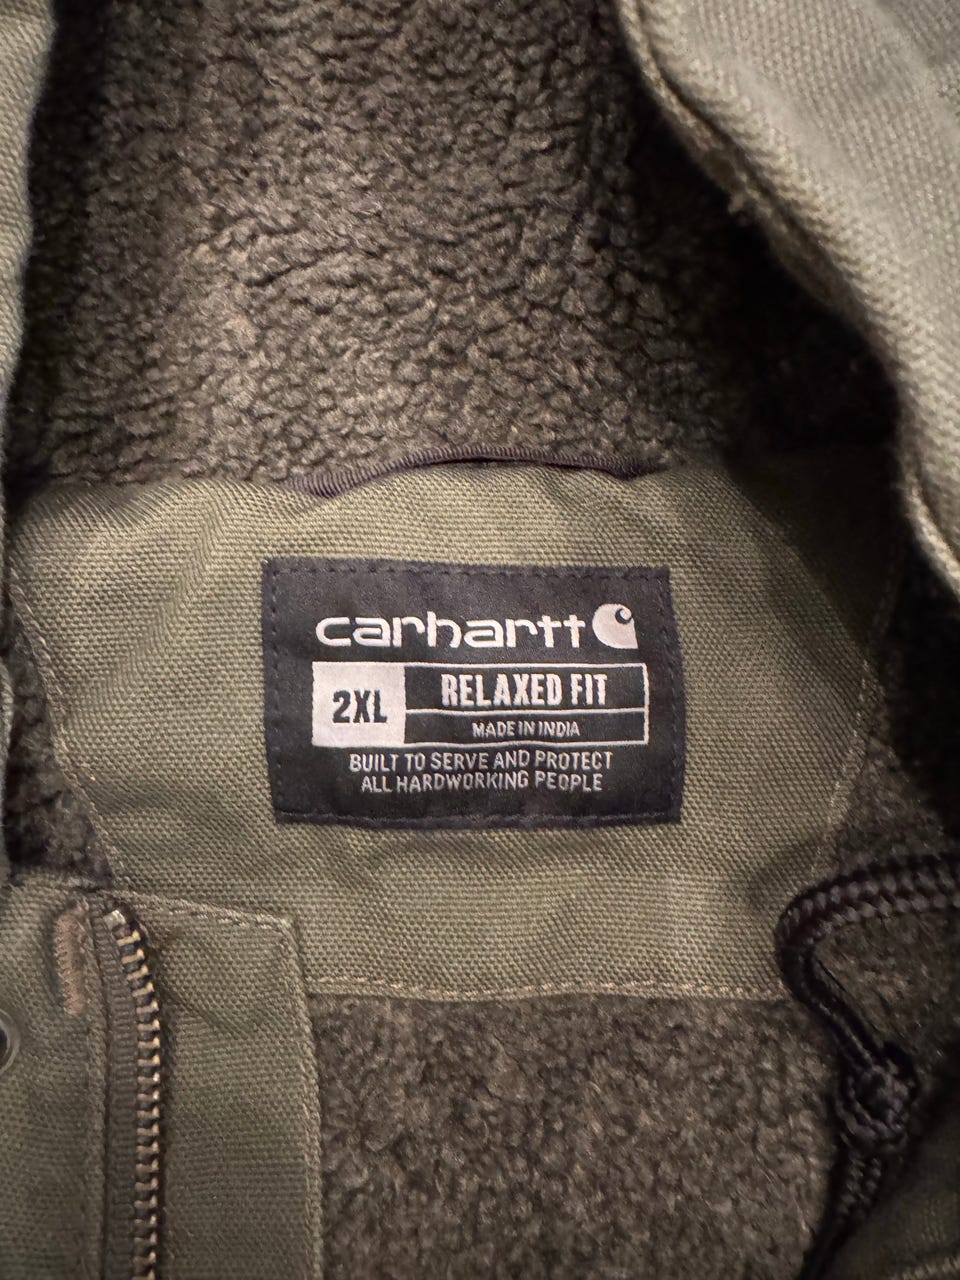 carhartt
2XL
RELAXED FIT
MADE IN INDIA
BUILT TO SERVE AND PROTECT
ALL HARDWORKING PEOPLE